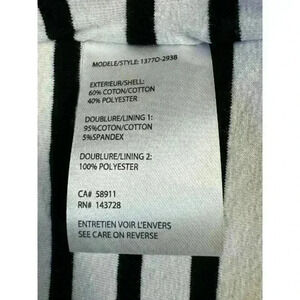 MODELE/STYLE: 1377D-2938
EXTERIEUR/SHELL:
60% COTON/COTTON
40% POLYESTER
DOUBLURE/LINING 1:
95%COTON/COTTON
5%SPANDEX
DOUBLURE/LINING 2:
100% POLYESTER
CA# 58911
RN# 143728
ENTRETIEN VOIR L'ENVERS
SEE CARE ON REVERSE